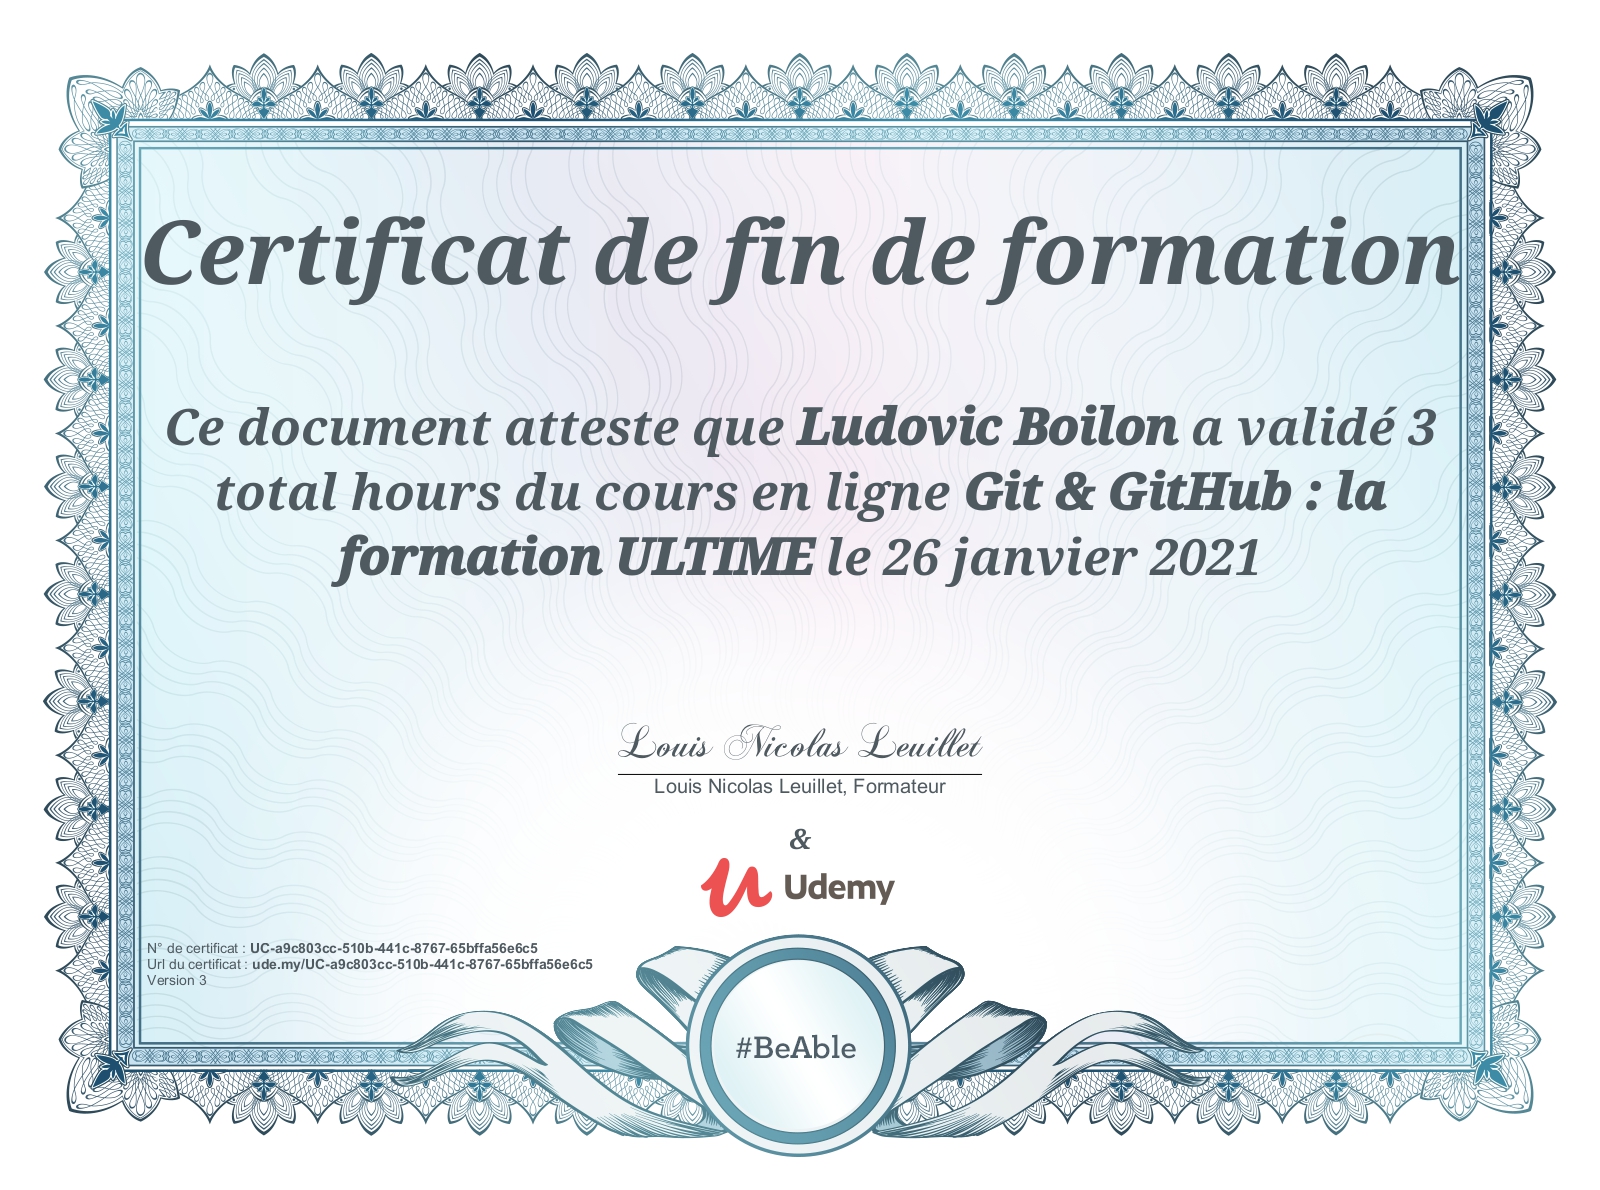 Certificat de fin de formation
Ce document atteste que Ludovic Boilon a validé 3
total hours du cours en ligne Git & GitHub : la
formation ULTIME le 26 janvier 2021
Louis Nicolas Leuillet
Louis Nicolas Leuillet, Formateur
&
Udemy
N° de certificat : UC-a9c803cc-510b-441c-8767-65bffa56e6c5
Url du certificat : ude.my/UC-a9c803cc-510b-441c-8767-65bffa56e6c5
Version 3
#BeAble